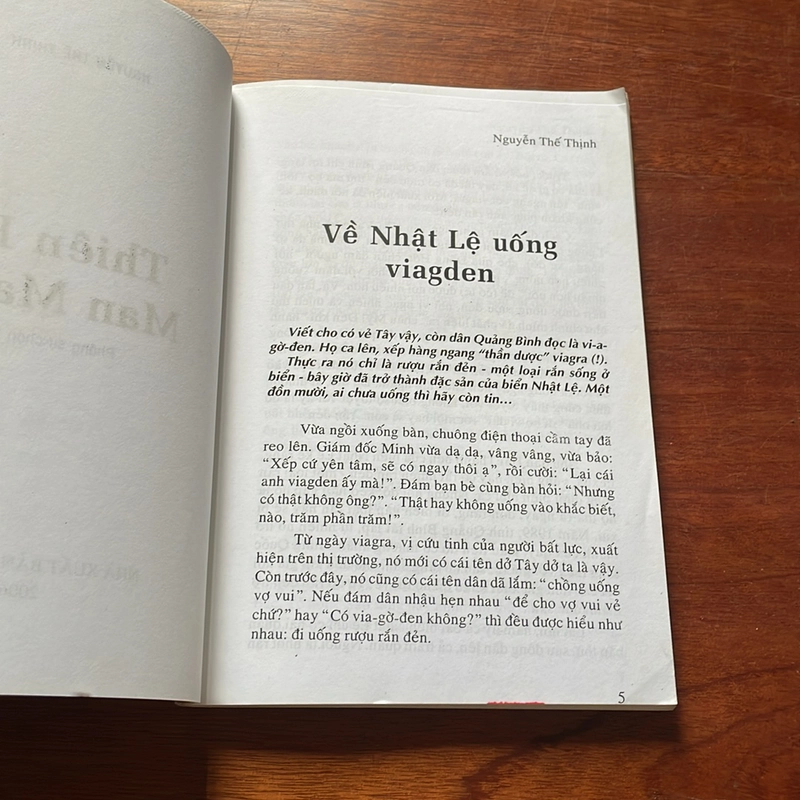 Nguyễn Thế Thịnh
Về Nhật Lệ uống
viagden
Viết cho có vẻ Tây vậy, còn dân Quảng Bình đọc là vi-a-
gờ-đen. Họ ca lên, xếp hàng ngang “thần dược” viagra (!).
Thực ra nó chỉ là rượu rắn đẻn - một loại rắn sống ở
biển - bây giờ đã trở thành đặc sản của biển Nhật Lệ. Một
đồn mười, ai chưa uống thì hãy còn tin...
Vừa ngồi xuống bàn, chuông điện thoại cầm tay đã
reo lên. Giám đốc Minh vừa dạ dạ, vâng vâng, vừa bảo:
“Xếp cứ yên tâm, sẽ có ngay thôi ạ”, rồi cười: “Lại cái
anh viagden ấy mà!”. Đám bạn bè cùng bàn hỏi: “Nhưng
có thật không ông?”. “Thật hay không uống vào khắc biết,
nào, trăm phần trăm!”.
Từ ngày viagra, vị cứu tinh của người bất lực, xuất
hiện trên thị trường, nó mới có cái tên dở Tây dở ta là vậy.
Còn trước đây, nó cũng có cái tên dân dã lắm: “chồng uống
vợ vui”. Nếu đám dân nhậu hẹn nhau “để cho vợ vui vẻ
chứ?” hay “Có via-gờ-đen không?” thì đều được hiểu như
nhau: đi uống rượu rắn đẻn.
5